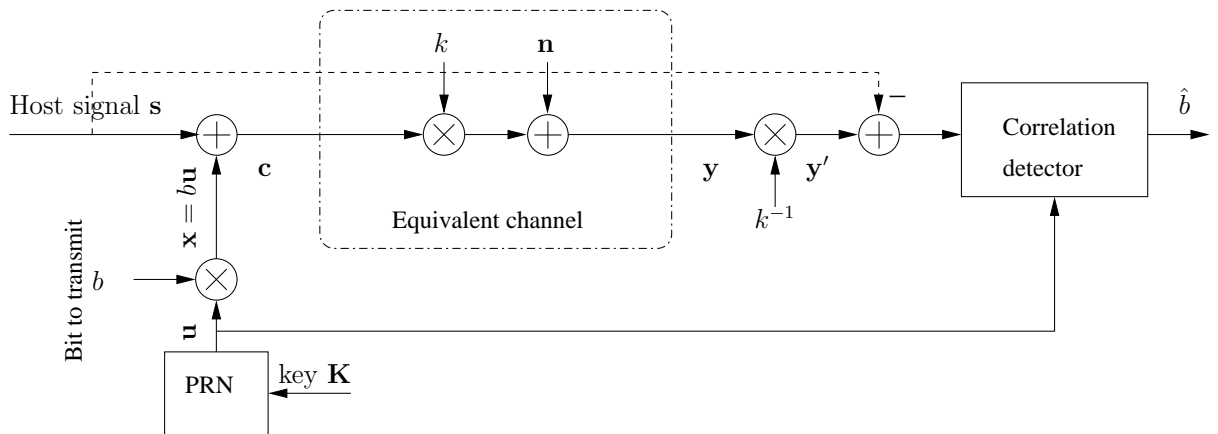 k
n
Host signal s
−
Correlation
detector
b̂
c
y
y′
k⁻¹
Equivalent channel
x = bu
Bit to transmit
b
u
PRN
key K